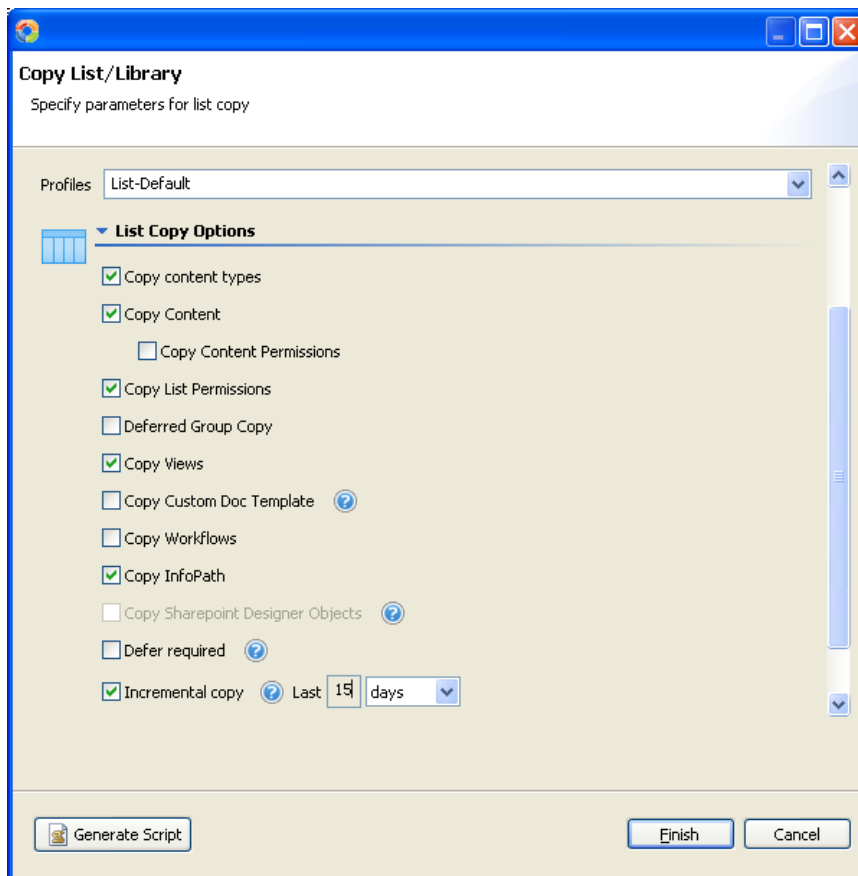 Copy List/Library
Specify parameters for list copy
Profiles List-Default
List Copy Options
Copy content types
Copy Content
Copy Content Permissions
Copy List Permissions
Deferred Group Copy
Copy Views
Copy Custom Doc Template ?
Copy Workflows
Copy InfoPath
Copy Sharepoint Designer Objects ?
Defer required ?
Incremental copy ? Last 15 days
Generate Script Finish Cancel